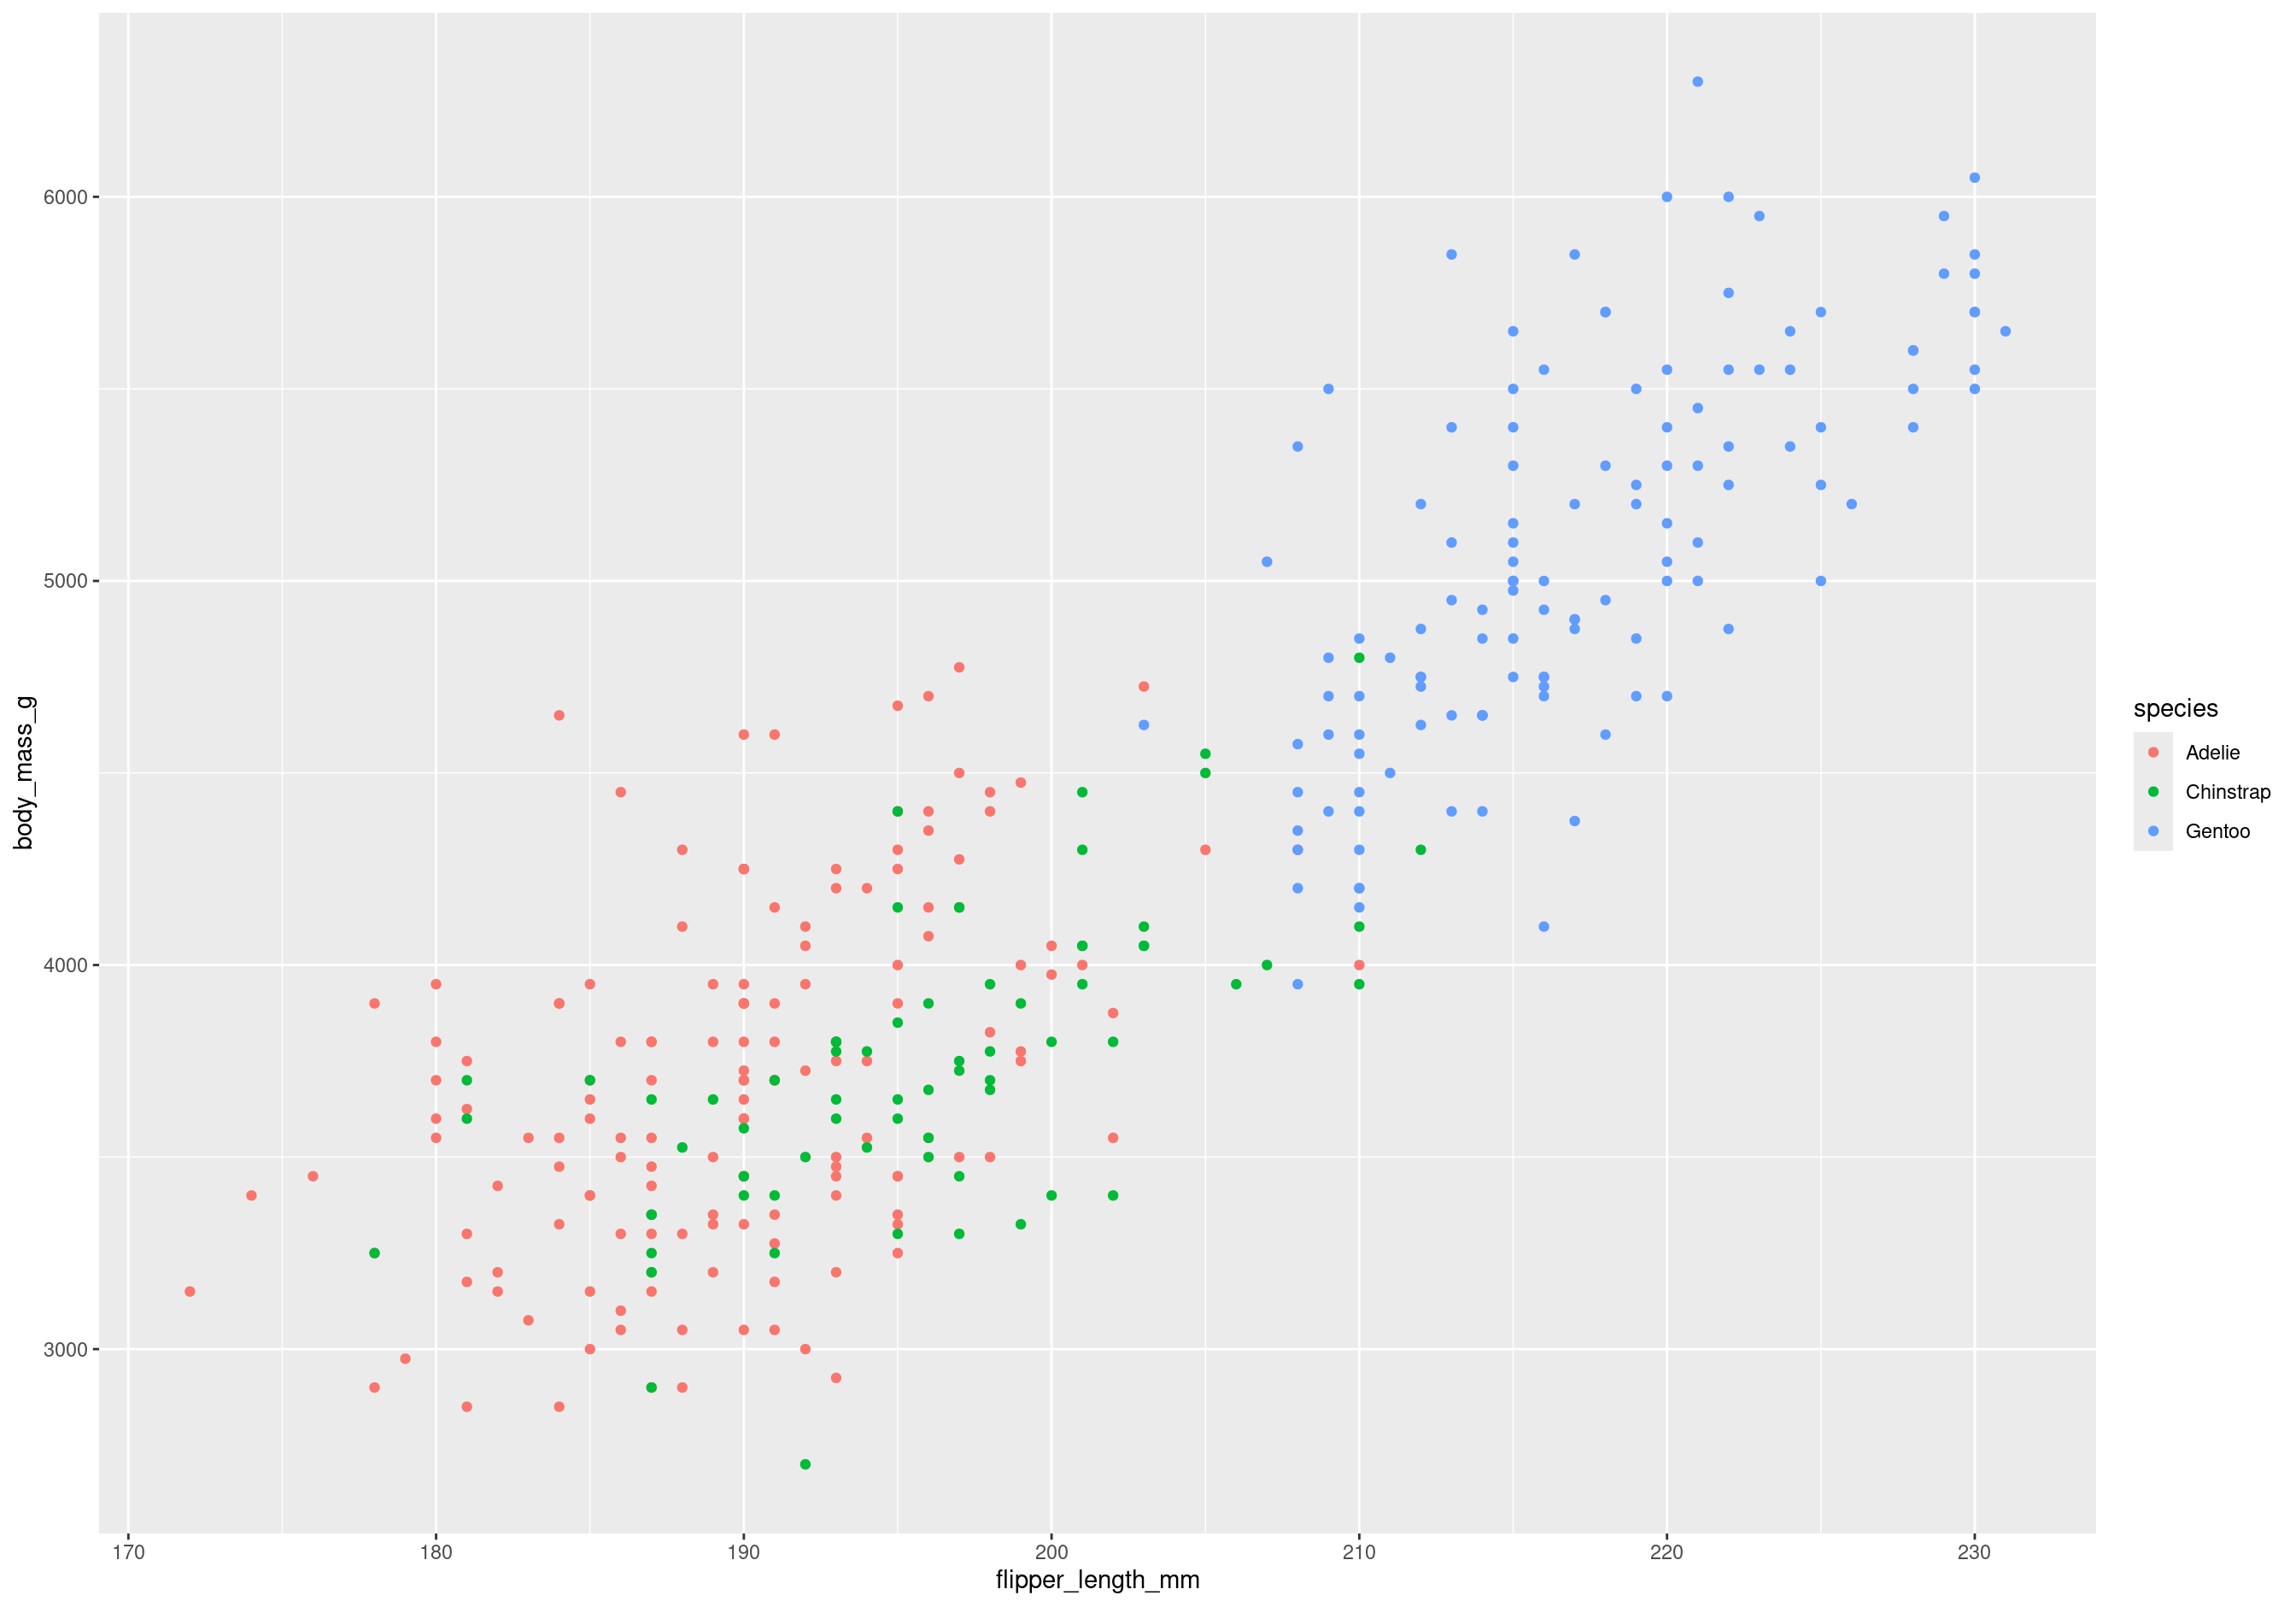 6000
5000
4000
3000
body_mass_g
170 180 190 200 210 220 230
flipper_length_mm
species
Adelie
Chinstrap
Gentoo